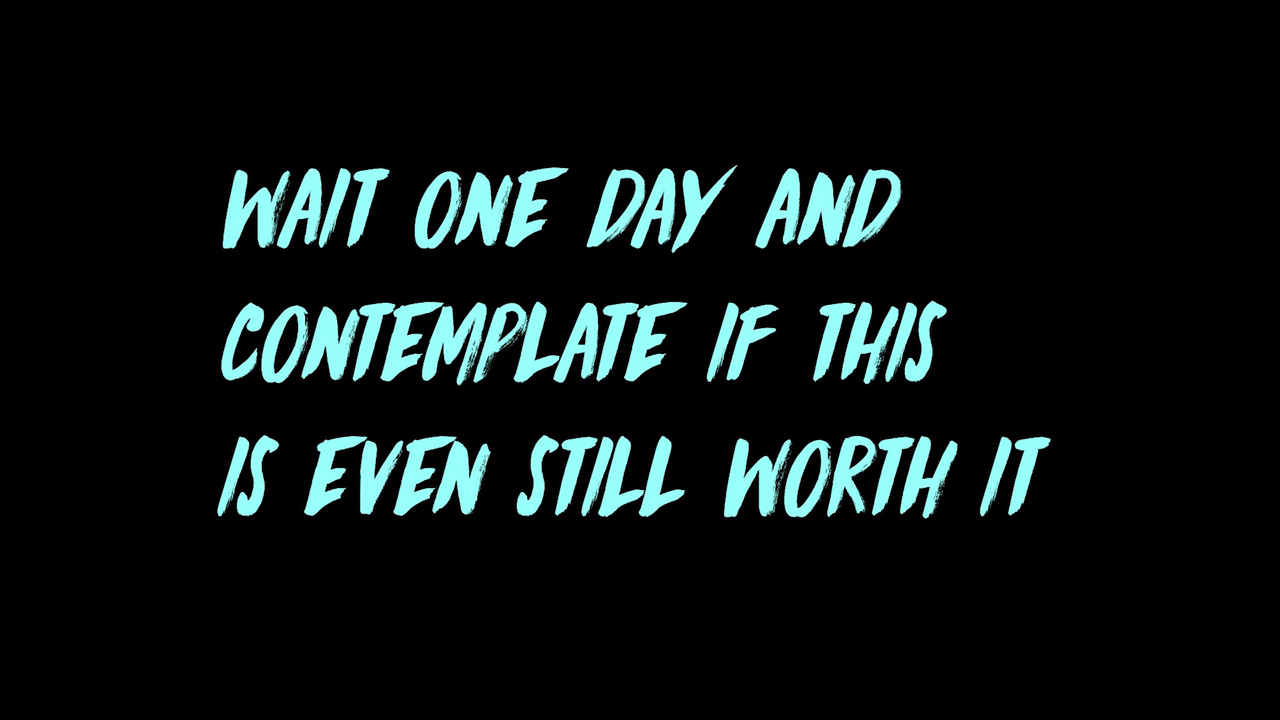 WAIT ONE DAY AND
CONTEMPLATE IF THIS
IS EVEN STILL WORTH IT